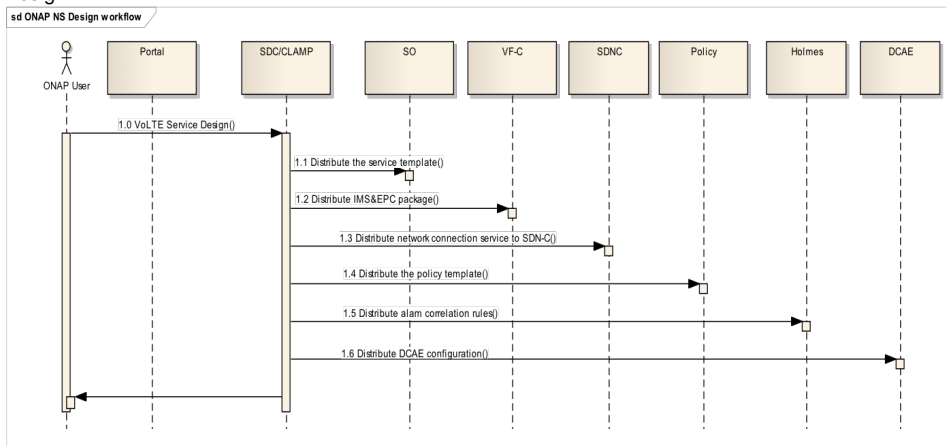 sd ONAP NS Design workflow
Portal
SDC/CLAMP
SO
VF-C
SDNC
Policy
Holmes
DCAE
ONAP User
1.0 VoLTE Service Design()
1.1 Distribute the service template()
1.2 Distribute IMS&EPC package()
1.3 Distribute network connection service to SDN-C()
1.4 Distribute the policy template()
1.5 Distribute alam correlation rules()
1.6 Distribute DCAE configuration()